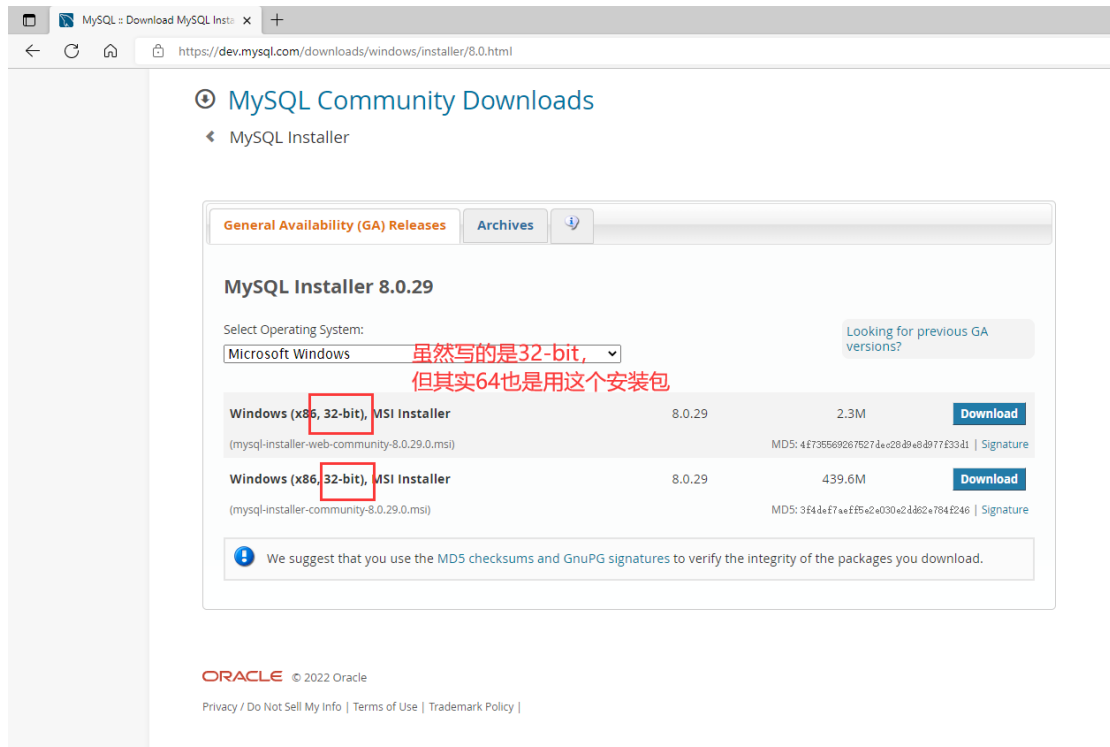 MySQL :: Download MySQL Insta
https://dev.mysql.com/downloads/windows/installer/8.0.html
MySQL Community Downloads
MySQL Installer
General Availability (GA) Releases
Archives
MySQL Installer 8.0.29
Select Operating System:
Looking for previous GA
versions?
Microsoft Windows
虽然写的是32-bit，
但其实64也是用这个安装包
Windows (x86, 32-bit), MSI Installer 8.0.29 2.3M Download
(mysql-installer-web-community-8.0.29.0.msi) MD5: 4f735569267527dec28d9e8d977f33d1 | Signature
Windows (x86, 32-bit), MSI Installer 8.0.29 439.6M Download
(mysql-installer-community-8.0.29.0.msi) MD5: 3f4def7aeff5e2e030e2dd62e784f246 | Signature
We suggest that you use the MD5 checksums and GnuPG signatures to verify the integrity of the packages you download.
ORACLE © 2022 Oracle
Privacy / Do Not Sell My Info | Terms of Use | Trademark Policy |